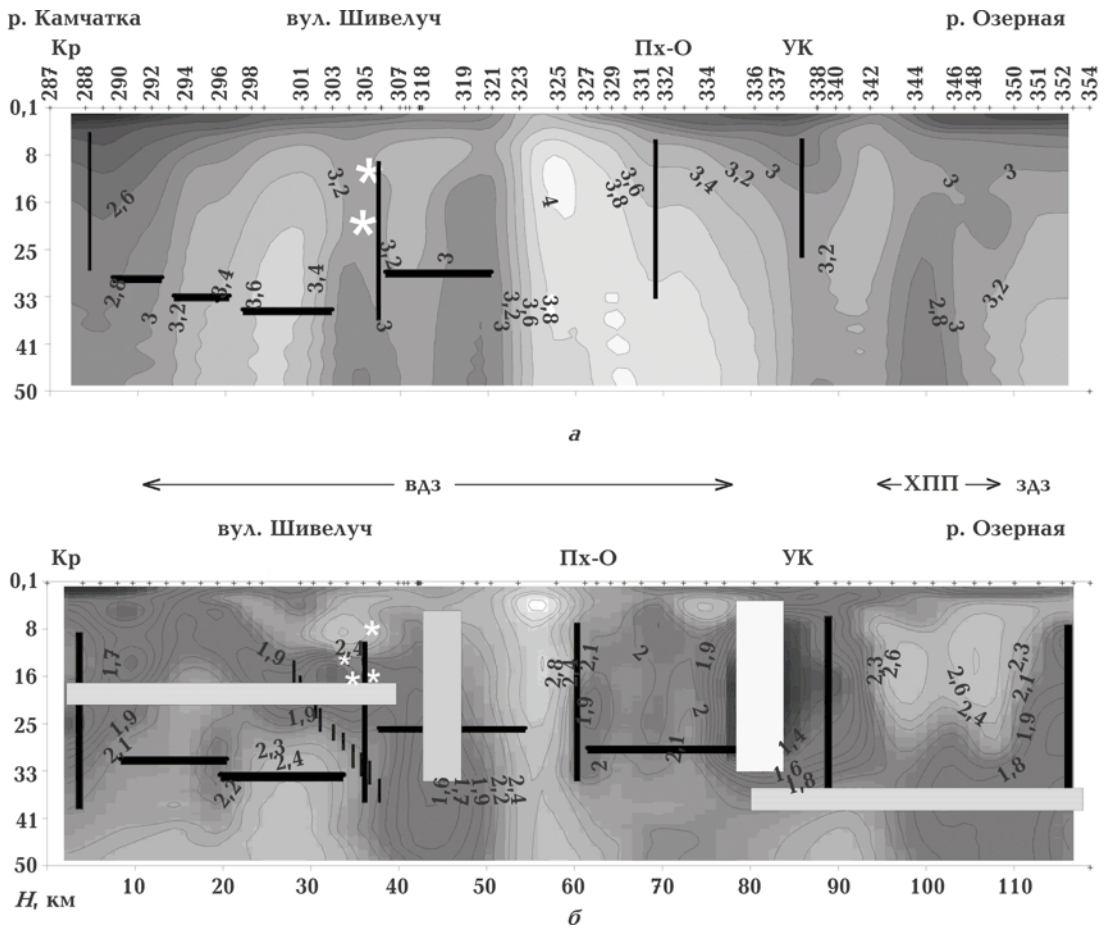 р. Камчатка вул. Шивелуч р. Озерная
Кр Пх-О УК
287 288 290 292 294 296 298 301 303 305 307 318 319 321 323 325 327 329 332 334 336 337 338 340 342 344 346 348 350 351 352 354
0,1
8
16
25
33
41
50
2,6 2,8 3 3,2 3,4 3,6 3,4 3,2 3,2 3 3 3 3,2 3,6 3,8 4 3,8 3,6 3,4 3,2 3 3,2 3 2,8 3 3,2 3
а
вдз ХПП здз
вул. Шивелуч р. Озерная
Кр Пх-О УК
0,1
8
16
25
33
41
50
1,7 1,9 2,1 2,2 1,9 1,9 2,3 2,4 2,4 1,6 1,7 1,9 2,2 2,4 2,8 2,4 2,1 1,9 2 2 1,9 2 2,1 1,4 1,6 1,8 2,3 2,6 2,6 2,4 2,3 2,1 1,9 1,8
H, км 10 20 30 40 50 60 70 80 90 100 110
б